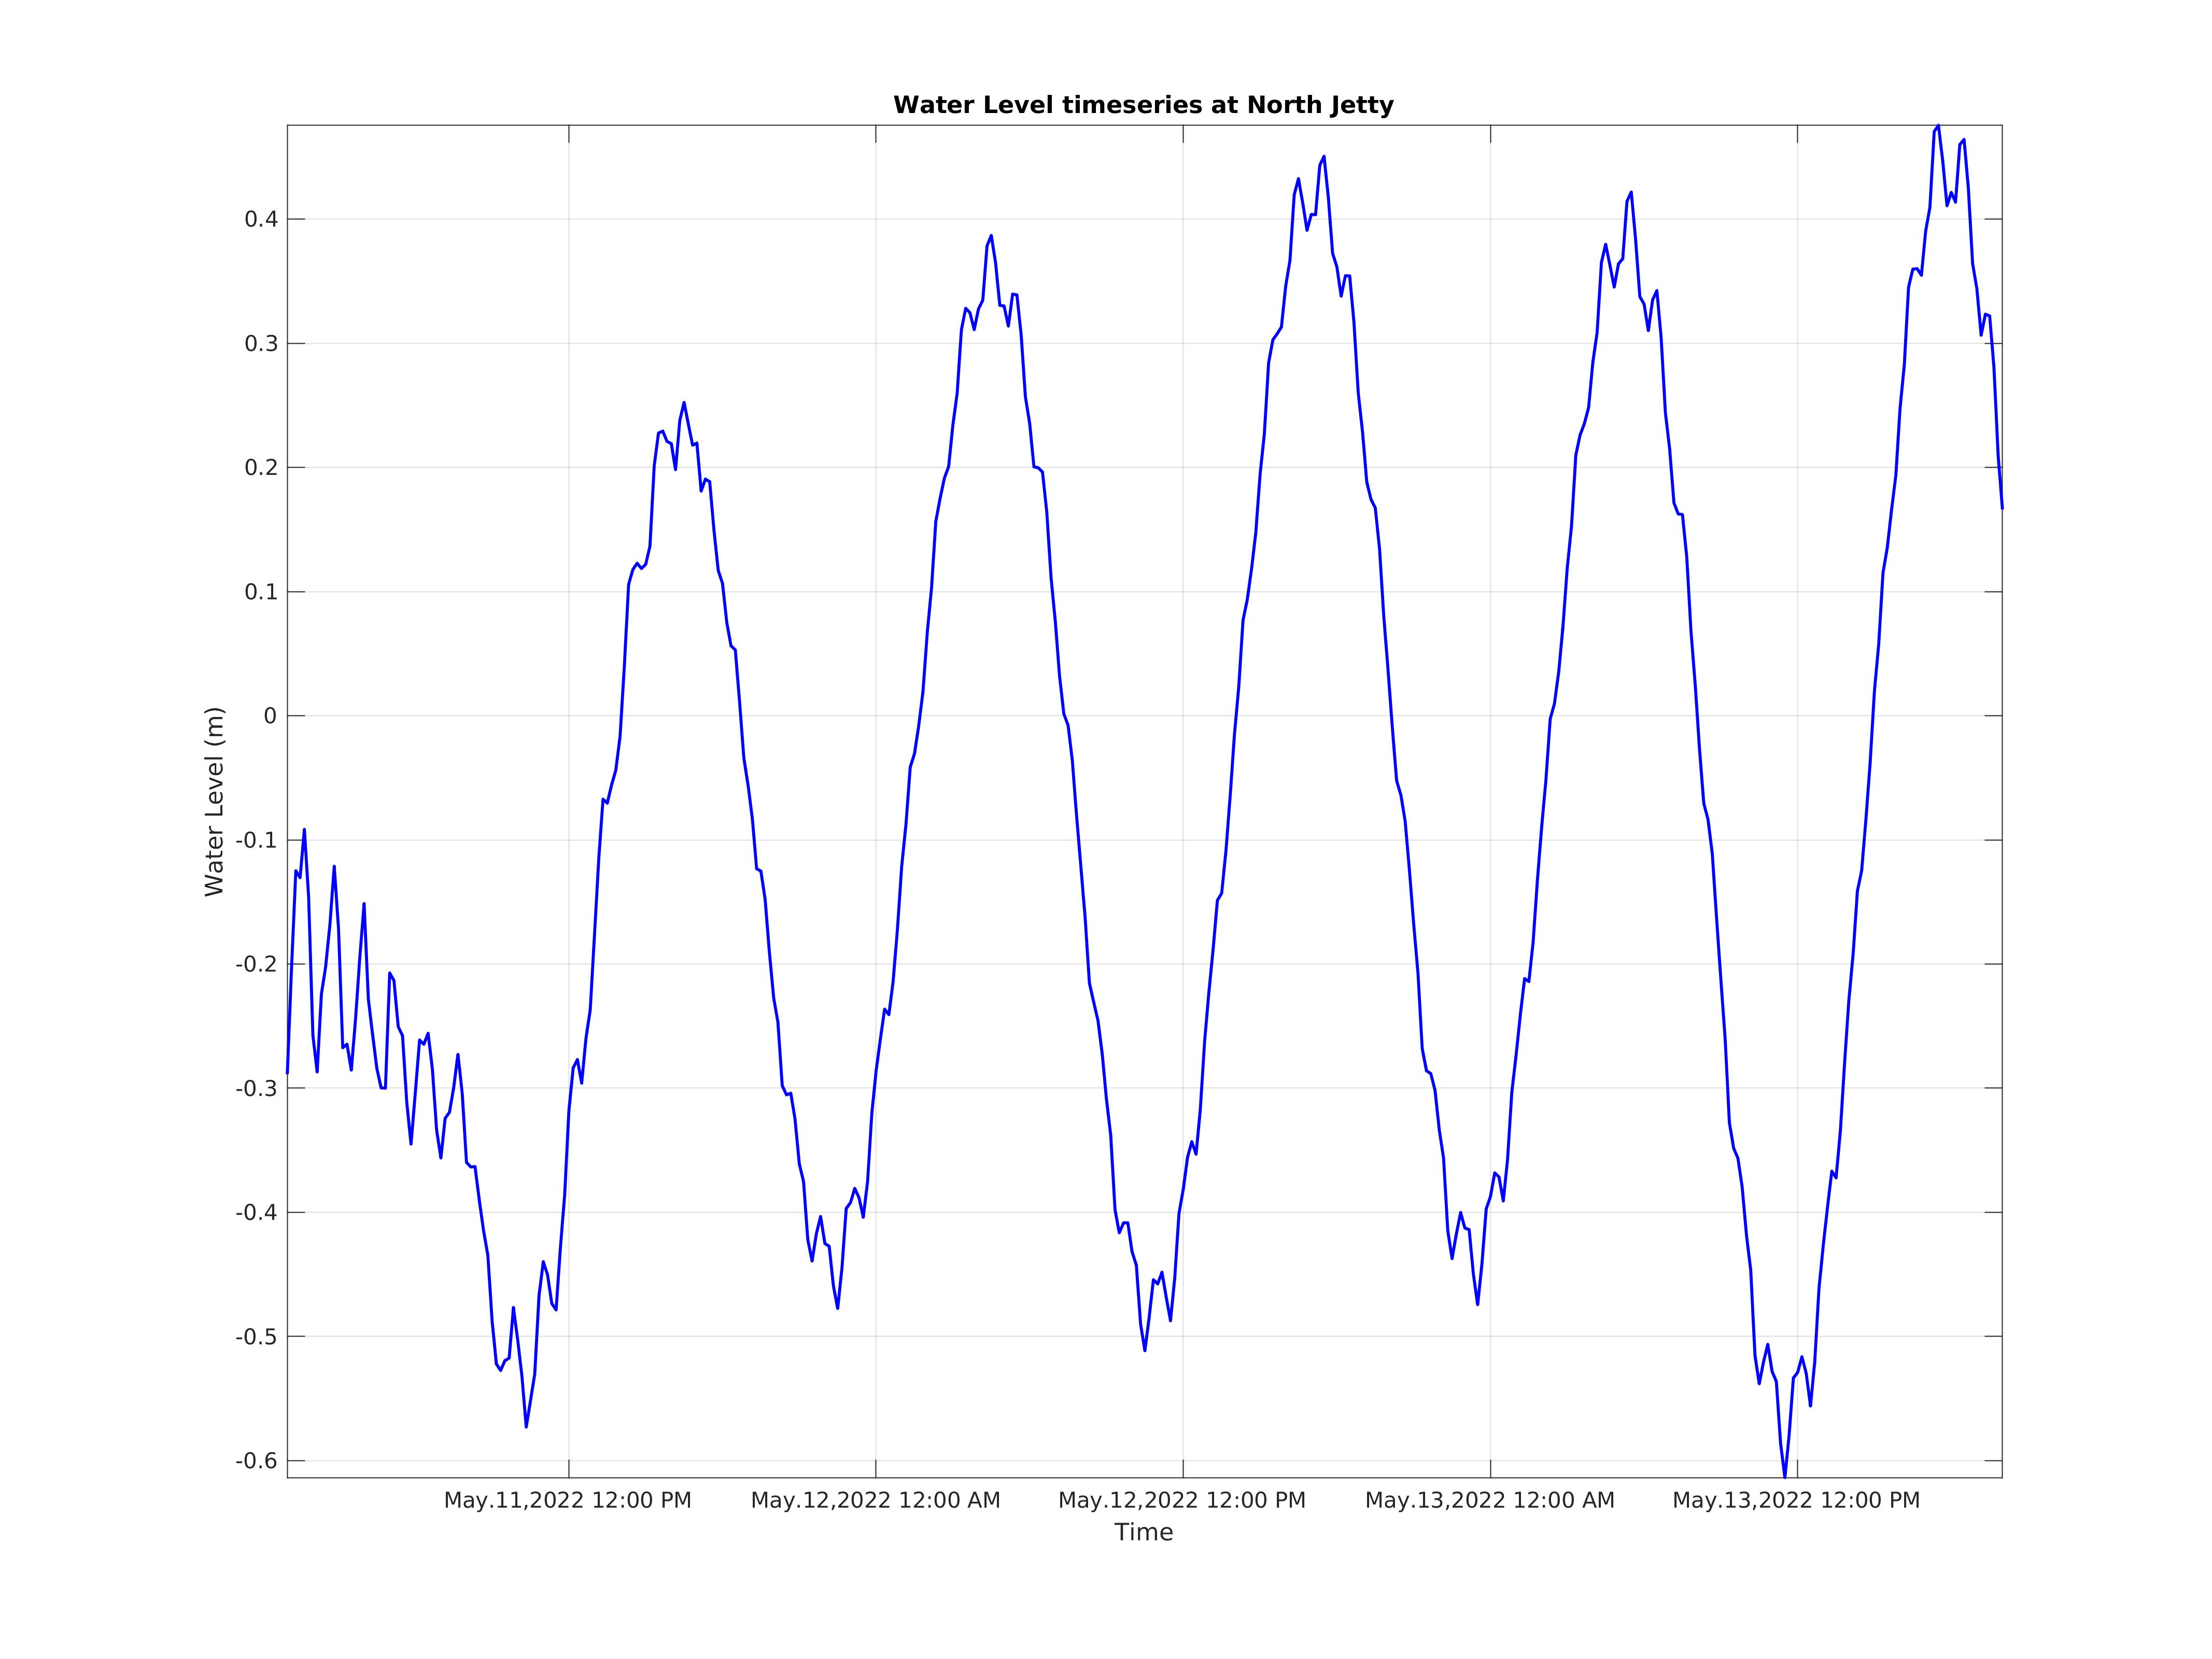 Water Level timeseries at North Jetty
0.4
0.3
0.2
0.1
0
-0.1
-0.2
-0.3
-0.4
-0.5
-0.6
Water Level (m)
May.11,2022 12:00 PM
May.12,2022 12:00 AM
May.12,2022 12:00 PM
May.13,2022 12:00 AM
May.13,2022 12:00 PM
Time